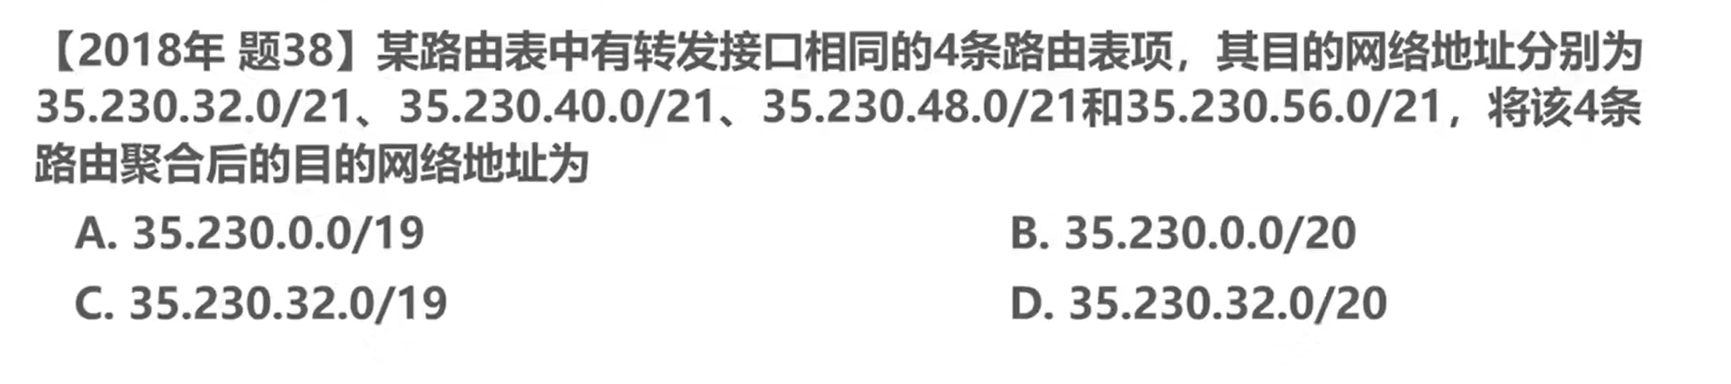 【2018年 题38】某路由表中有转发接口相同的4条路由表项，其目的网络地址分别为
35.230.32.0/21、35.230.40.0/21、35.230.48.0/21和35.230.56.0/21，将该4条
路由聚合后的目的网络地址为
A. 35.230.0.0/19 B. 35.230.0.0/20
C. 35.230.32.0/19 D. 35.230.32.0/20